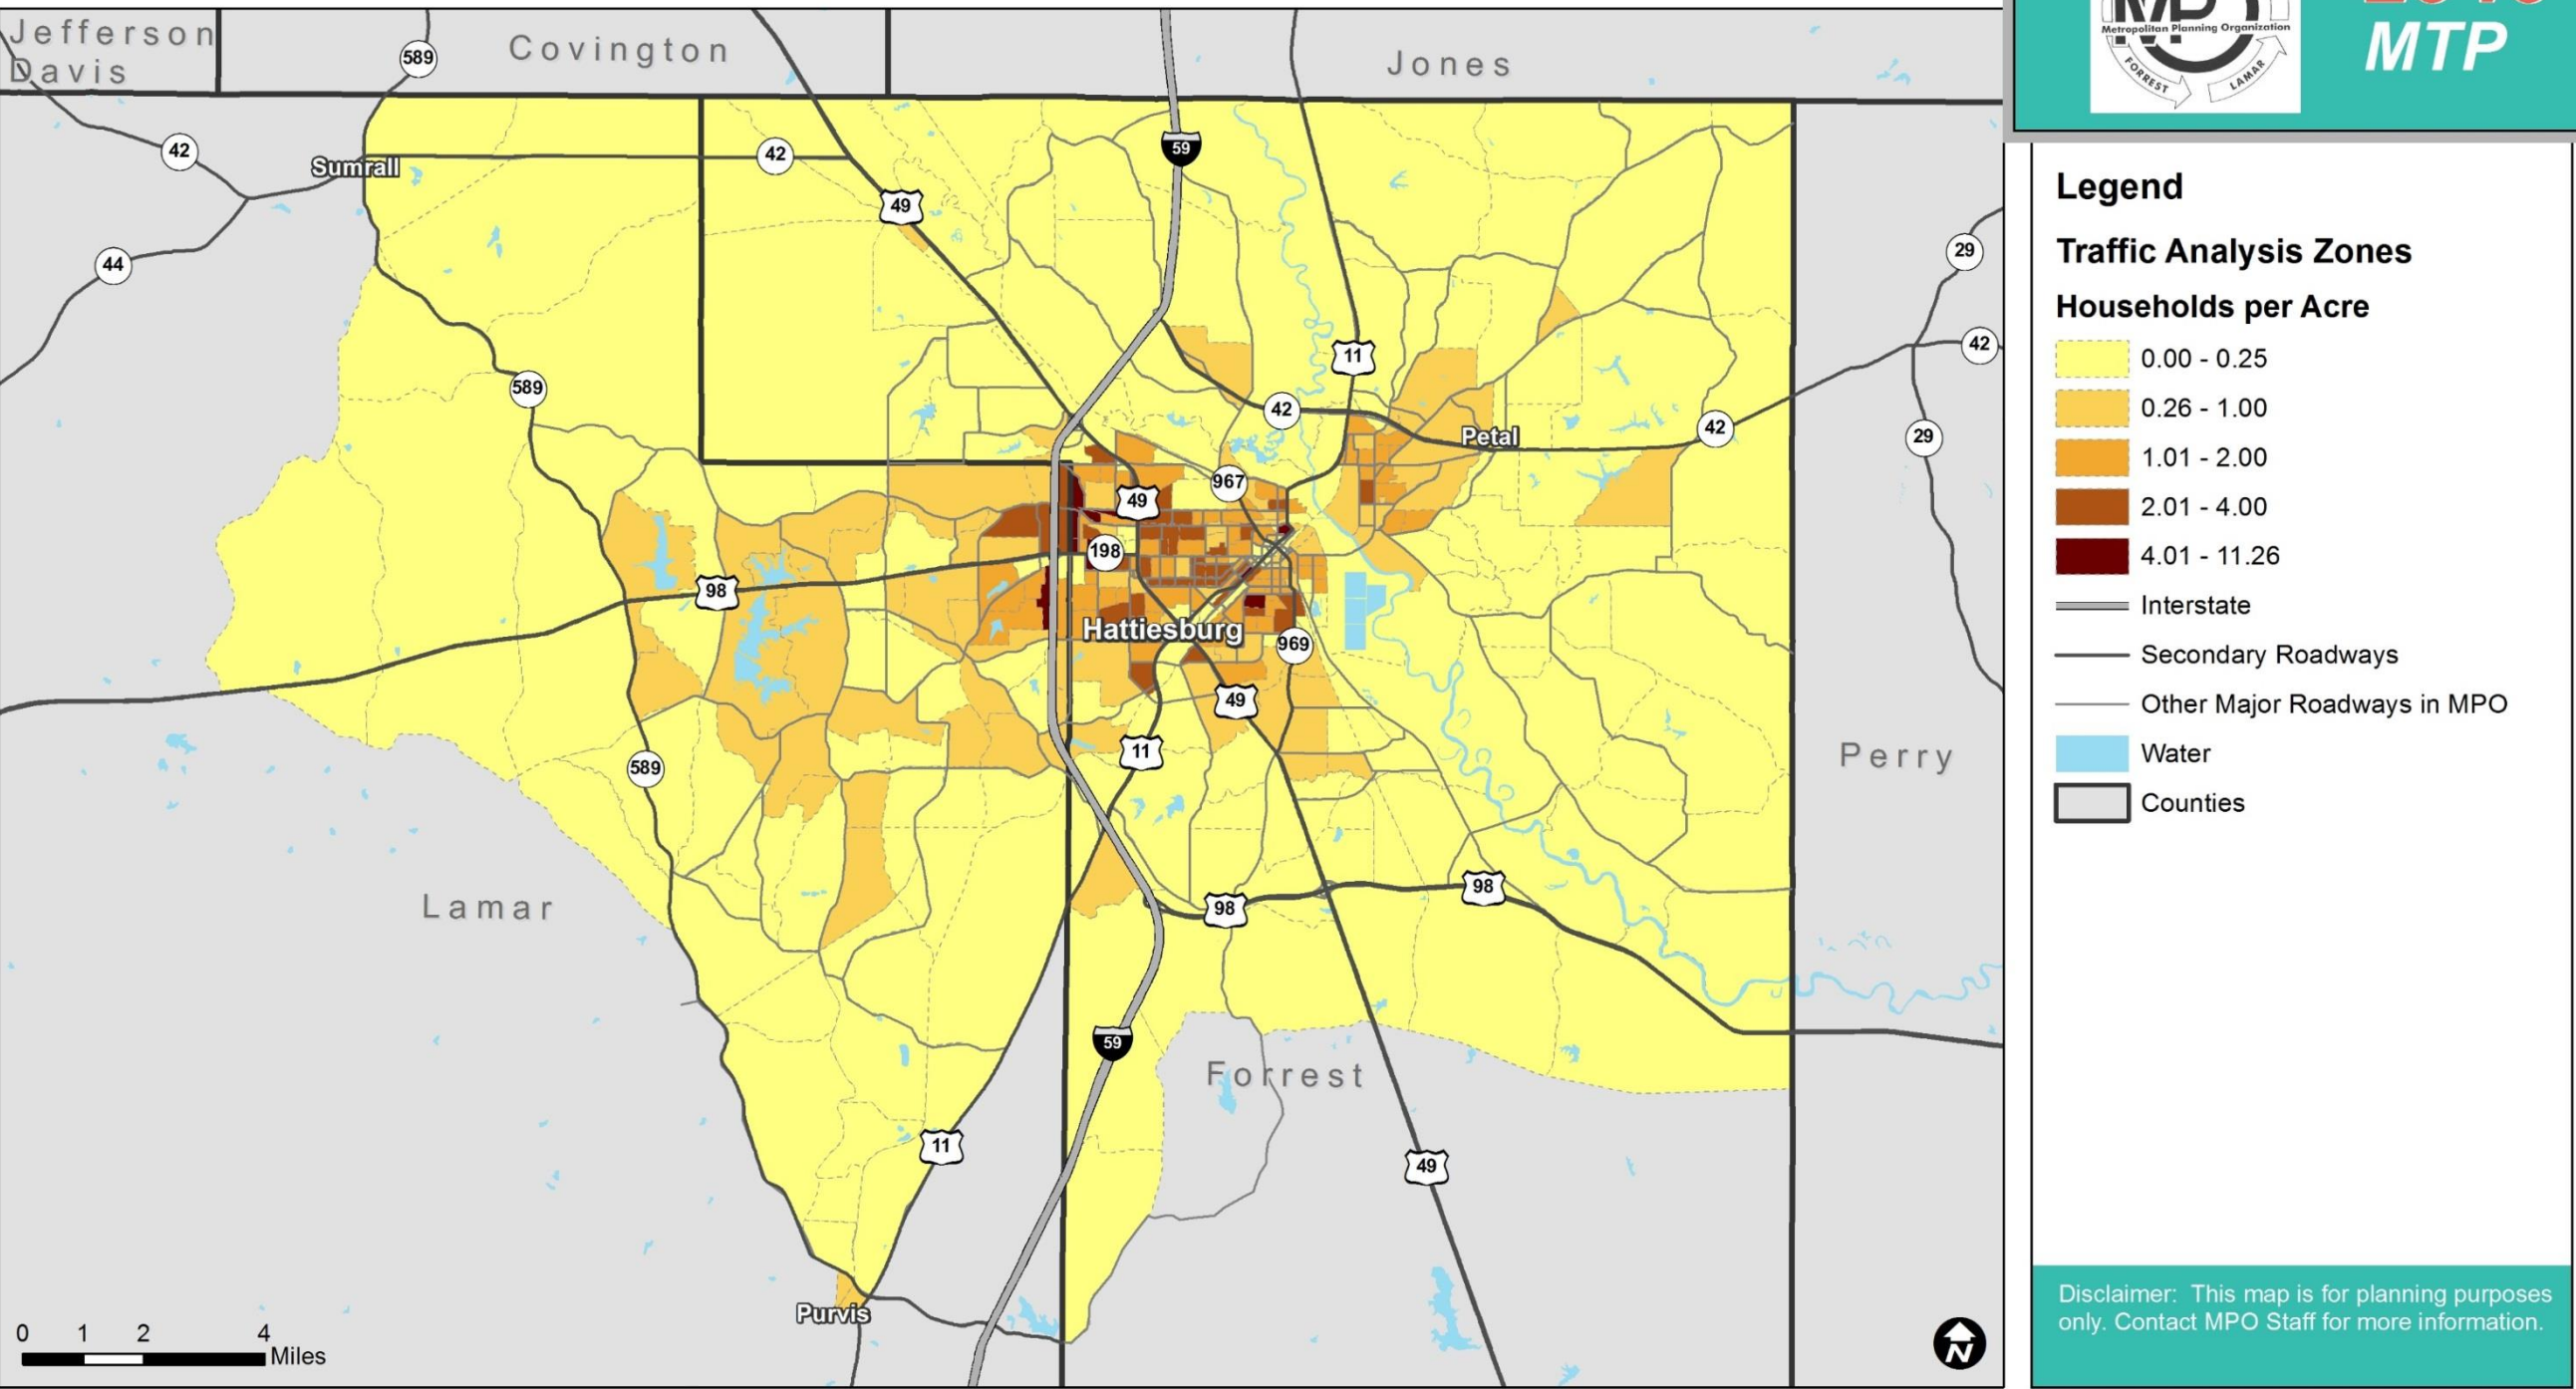 Jefferson
Davis
589
Covington
Jones
42
Sumrall
42
59
49
44
29
42
11
589
42
Petal
42
29
967
49
198
98
Hattiesburg
969
49
11
589
Perry
98
98
Lamar
59
Forrest
11
49
Purvis
0 1 2 4
Miles
N
Metropolitan Planning Organization
FORREST
LAMAR
MTP
Legend
Traffic Analysis Zones
Households per Acre
0.00 - 0.25
0.26 - 1.00
1.01 - 2.00
2.01 - 4.00
4.01 - 11.26
Interstate
Secondary Roadways
Other Major Roadways in MPO
Water
Counties
Disclaimer: This map is for planning purposes
only. Contact MPO Staff for more information.